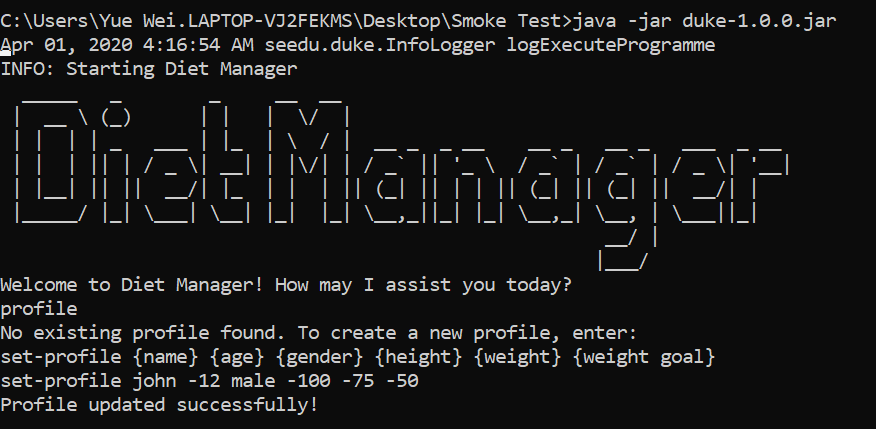 C:\Users\Yue Wei.LAPTOP-VJ2FEKMS\Desktop\Smoke Test>java -jar duke-1.0.0.jar
Apr 01, 2020 4:16:54 AM seedu.duke.InfoLogger logExecuteProgramme
INFO: Starting Diet Manager
DietManager
Welcome to Diet Manager! How may I assist you today?
profile
No existing profile found. To create a new profile, enter:
set-profile {name} {age} {gender} {height} {weight} {weight goal}
set-profile john -12 male -100 -75 -50
Profile updated successfully!